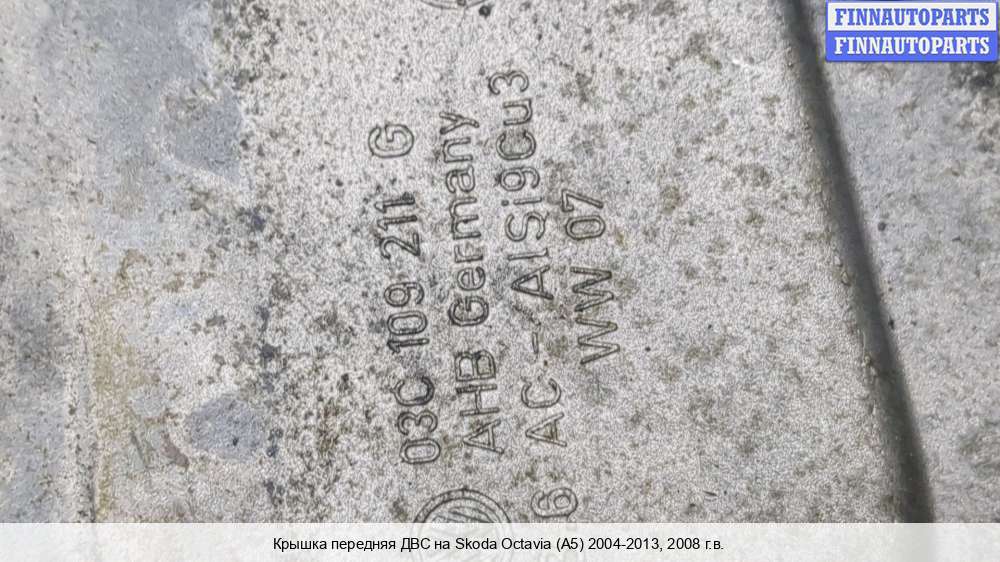 FINNAUTOPARTS
FINNAUTOPARTS
03C 109 211 G
AHB Germany
AC-AlSi9Cu3
WW 07
Крышка передняя ДВС на Skoda Octavia (A5) 2004-2013, 2008 г.в.